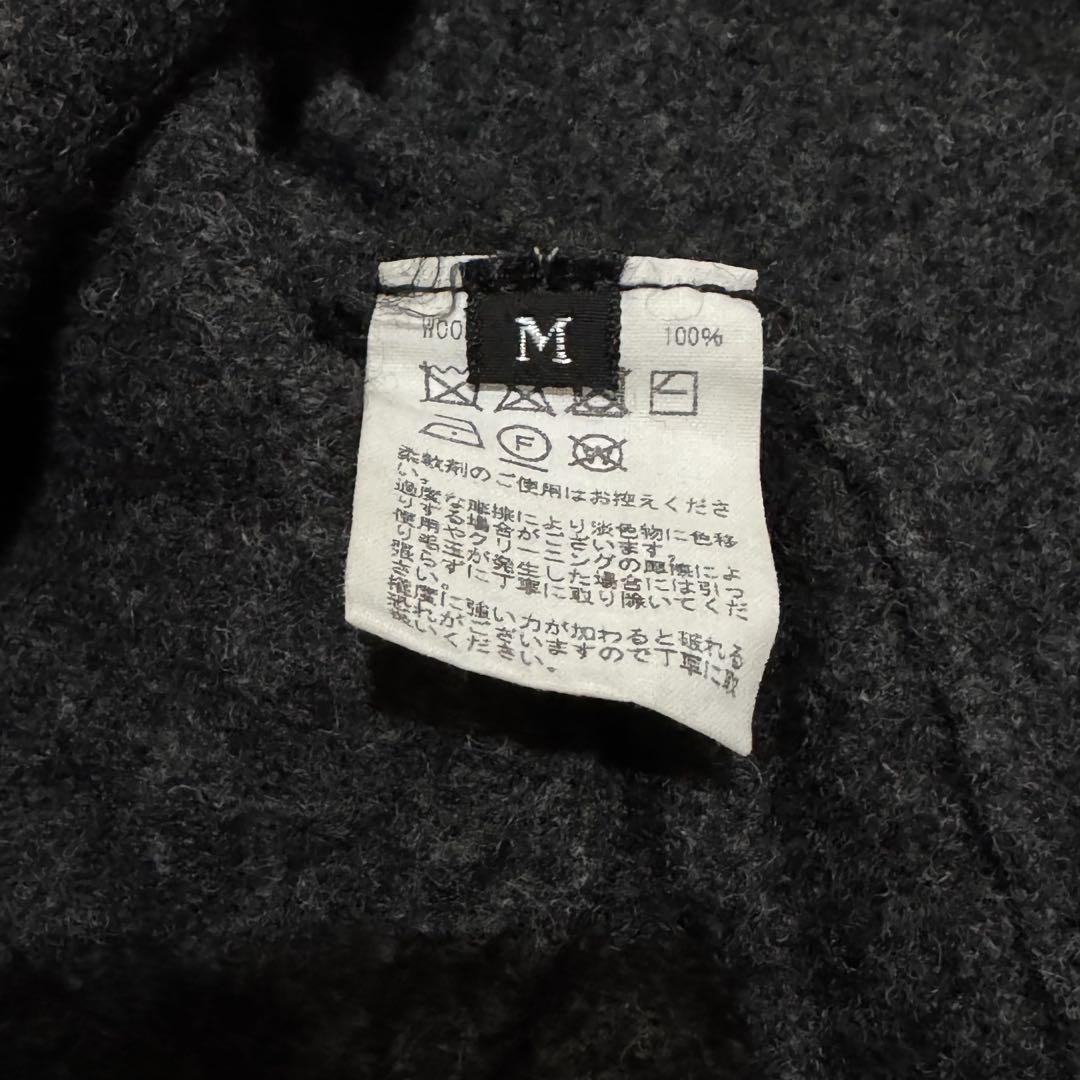 M
WOO 100%
F
W
柔軟剤のご使用はお控えくださ
い。
過度な摩擦により淡色物に色移
りする場合がございます。
使用やクリーニングの摩擦によ
り毛玉が発生した場合には引っ
張らずに丁寧に取り除いてくだ
さい。
極度に強い力が加わると破れる
恐れがございますので丁寧に取
扱いください。